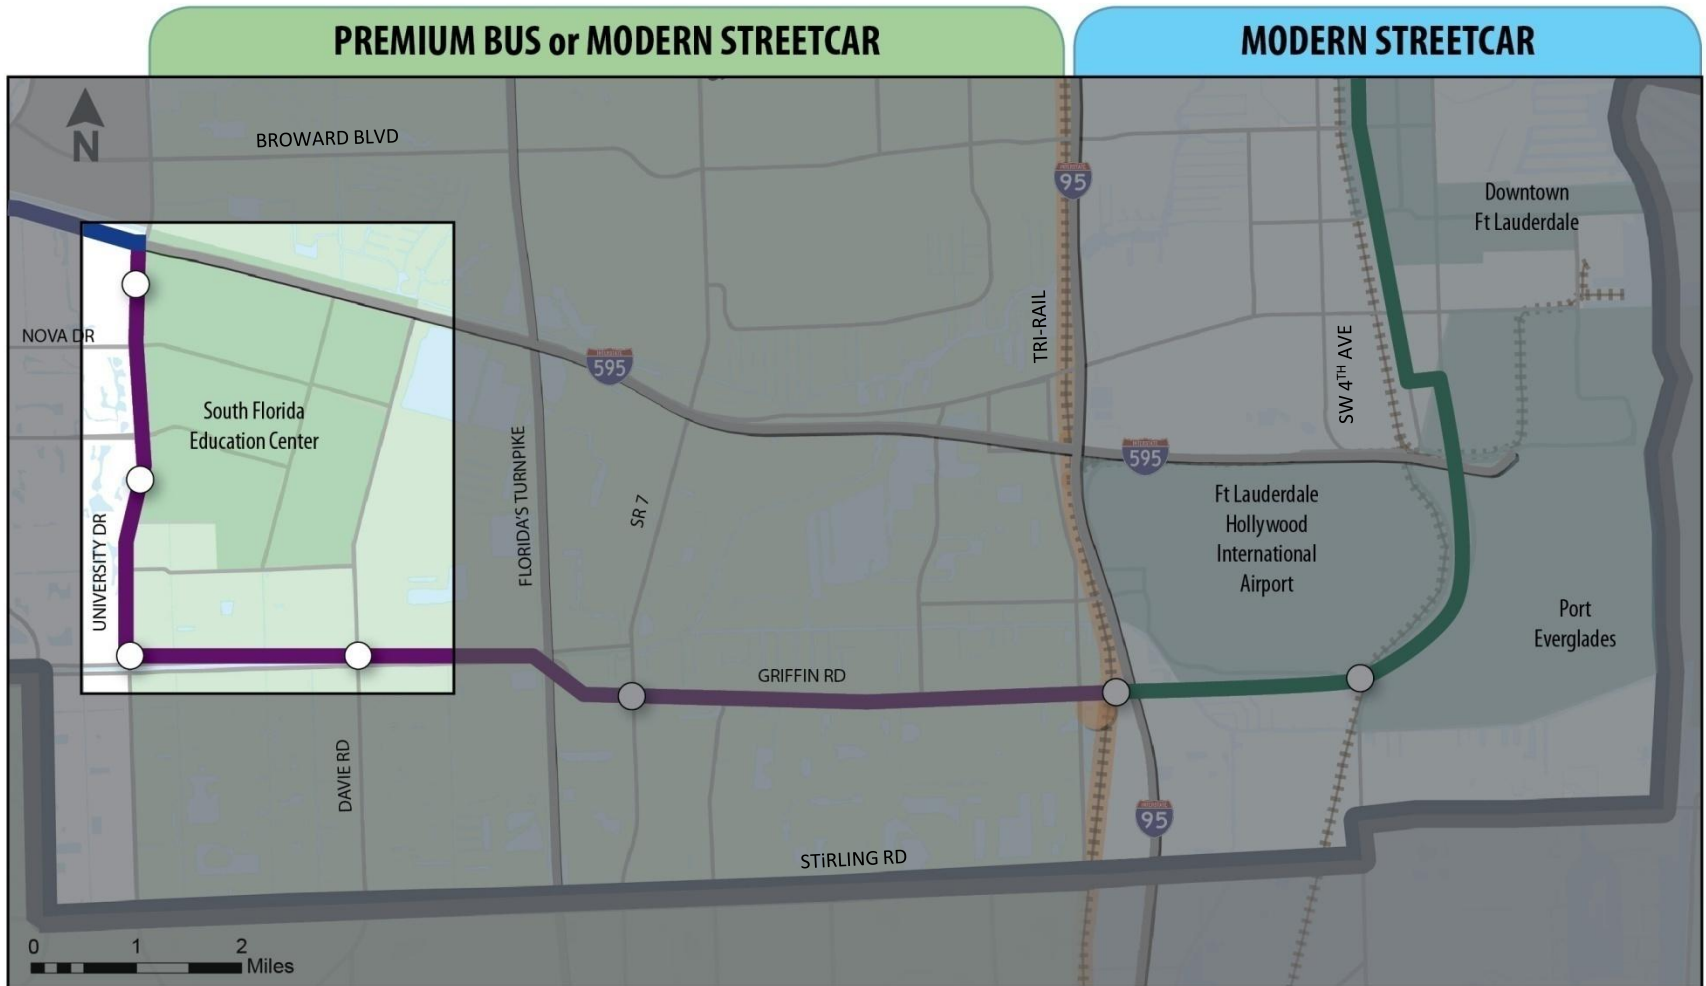 PREMIUM BUS or MODERN STREETCAR
MODERN STREETCAR
N
BROWARD BLVD
95
Downtown
Ft Lauderdale
NOVA DR
TRI-RAIL
SW 4TH AVE
595
South Florida
Education Center
FLORIDA'S TURNPIKE
SR 7
595
Ft Lauderdale
Hollywood
International
Airport
UNIVERSITY DR
Port
Everglades
GRIFFIN RD
DAVIE RD
95
STiRLING RD
0 1 2
Miles